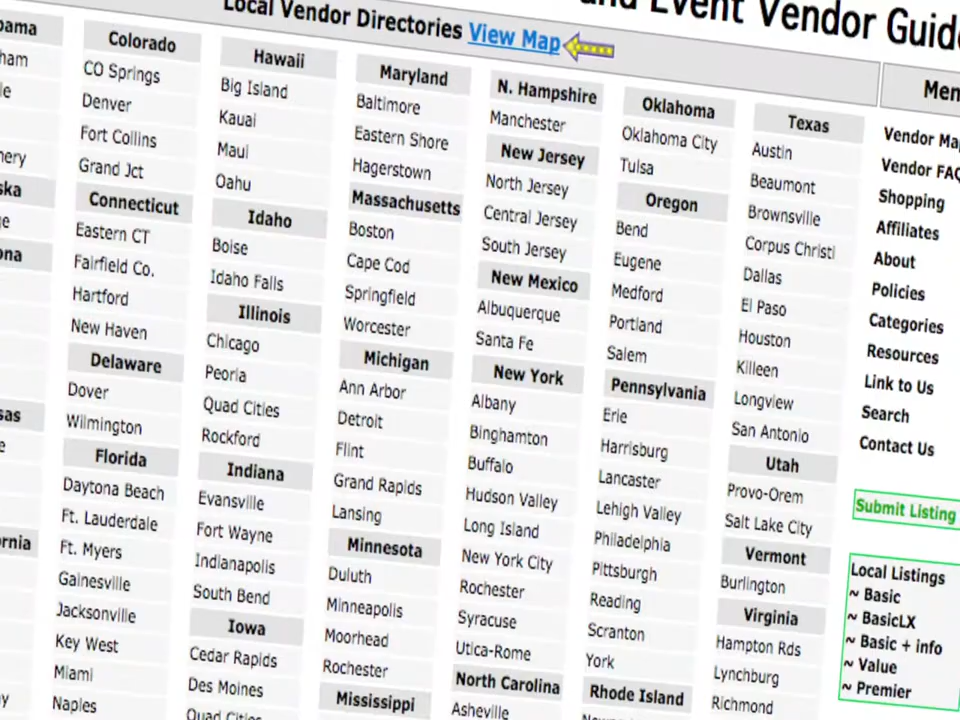 and Event Vendor
Local Vendor Directories View Map
Colorado
CO Springs
Denver
Fort Collins
Grand Jct
Connecticut
Eastern CT
Fairfield Co.
Hartford
New Haven
Delaware
Dover
Wilmington
Florida
Daytona Beach
Ft. Lauderdale
Ft. Myers
Gainesville
Jacksonville
Key West
Miami
Naples
Hawaii
Big Island
Kauai
Maui
Oahu
Idaho
Boise
Idaho Falls
Illinois
Chicago
Peoria
Quad Cities
Rockford
Indiana
Evansville
Fort Wayne
Indianapolis
South Bend
Iowa
Cedar Rapids
Des Moines
Quad Cities
Maryland
Baltimore
Eastern Shore
Hagerstown
Massachusetts
Boston
Cape Cod
Springfield
Worcester
Michigan
Ann Arbor
Detroit
Flint
Grand Rapids
Lansing
Minnesota
Duluth
Minneapolis
Moorhead
Rochester
Mississippi
N. Hampshire
Manchester
New Jersey
North Jersey
Central Jersey
South Jersey
New Mexico
Albuquerque
Santa Fe
New York
Albany
Binghamton
Buffalo
Hudson Valley
Long Island
New York City
Rochester
Syracuse
Utica-Rome
North Carolina
Asheville
Oklahoma
Oklahoma City
Tulsa
Oregon
Bend
Eugene
Medford
Portland
Salem
Pennsylvania
Erie
Harrisburg
Lancaster
Lehigh Valley
Philadelphia
Pittsburgh
Reading
Scranton
York
Rhode Island
Texas
Austin
Beaumont
Brownsville
Corpus Christi
Dallas
El Paso
Houston
Killeen
Longview
San Antonio
Utah
Provo-Orem
Salt Lake City
Vermont
Burlington
Virginia
Hampton Rds
Lynchburg
Richmond
Vendor Map
Vendor FAQ
Shopping
Affiliates
About
Policies
Categories
Resources
Link to Us
Search
Contact Us
Submit Listing
Local Listings
~ Basic
~ BasicLX
~ Basic + info
~ Value
~ Premier